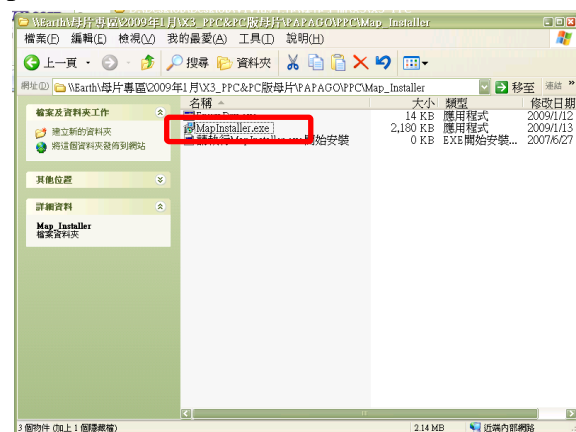 \\Earth\母片專區\2009年1月\X3_PPC&PC版母片\PAPAGO\PPC\Map_Installer
檔案(F) 編輯(E) 檢視(V) 我的最愛(A) 工具(T) 說明(H)
上一頁 搜尋 資料夾
網址(D) \\Earth\母片專區\2009年1月\X3_PPC&PC版母片\PAPAGO\PPC\Map_Installer 移至 連結 »
名稱 大小 類型 修改日期
檔案及資料夾工作
14 KB 應用程式 2009/1/12
建立新的資料夾
MapInstaller.exe 2,180 KB 應用程式 2009/1/13
將這個資料夾發佈到網站
開始安裝 0 KB EXE開始安裝... 2007/6/27
其他位置
詳細資料
Map_Installer
檔案資料夾
3 個物件 (加上 1 個隱藏檔) 2.14 MB 近端內部網路